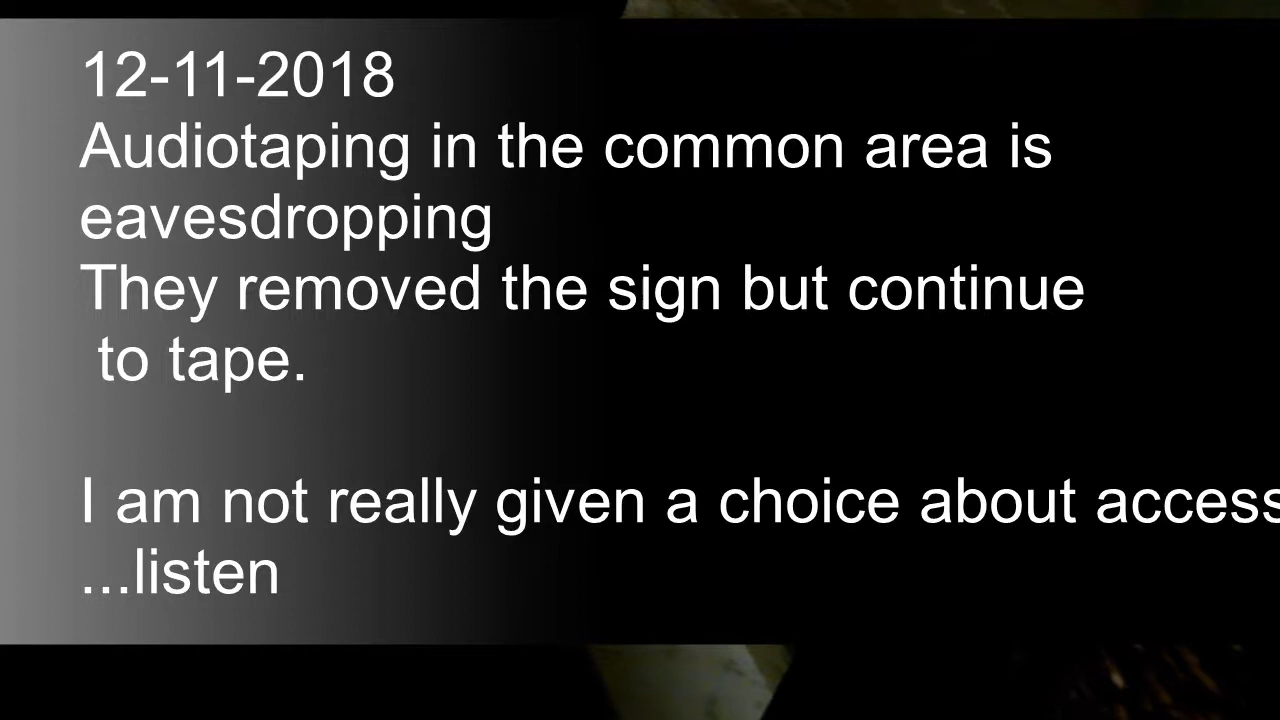 12-11-2018
Audiotaping in the common area is
eavesdropping
They removed the sign but continue
to tape.
I am not really given a choice about access
...listen